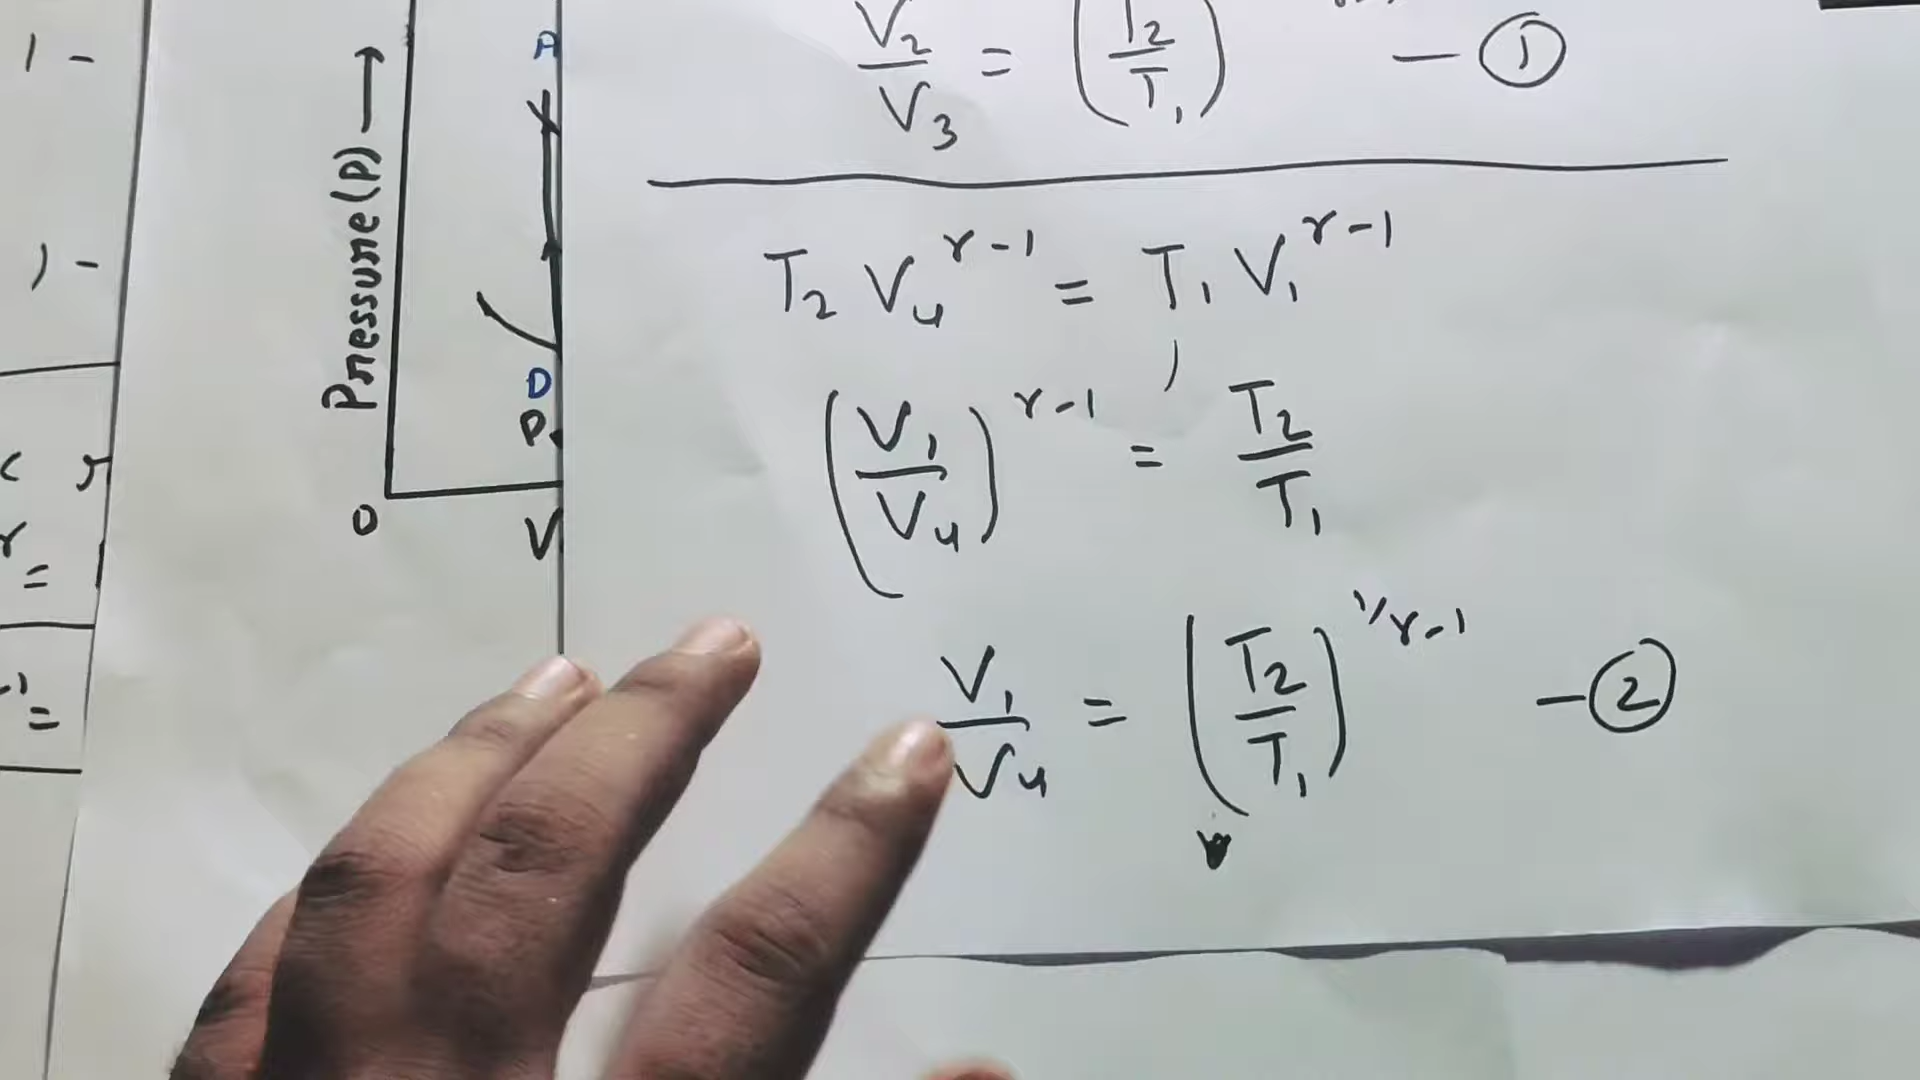 V₂/V₃ = (T₂/T₁) — ①
T₂ V₄^γ-1 = T₁ V₁^γ-1
(V₁/V₄)^γ-1 = T₂/T₁
V₁/V₄ = (T₂/T₁)^1/γ-1 — ②
Pressure(P) →
A
D
P
O
V